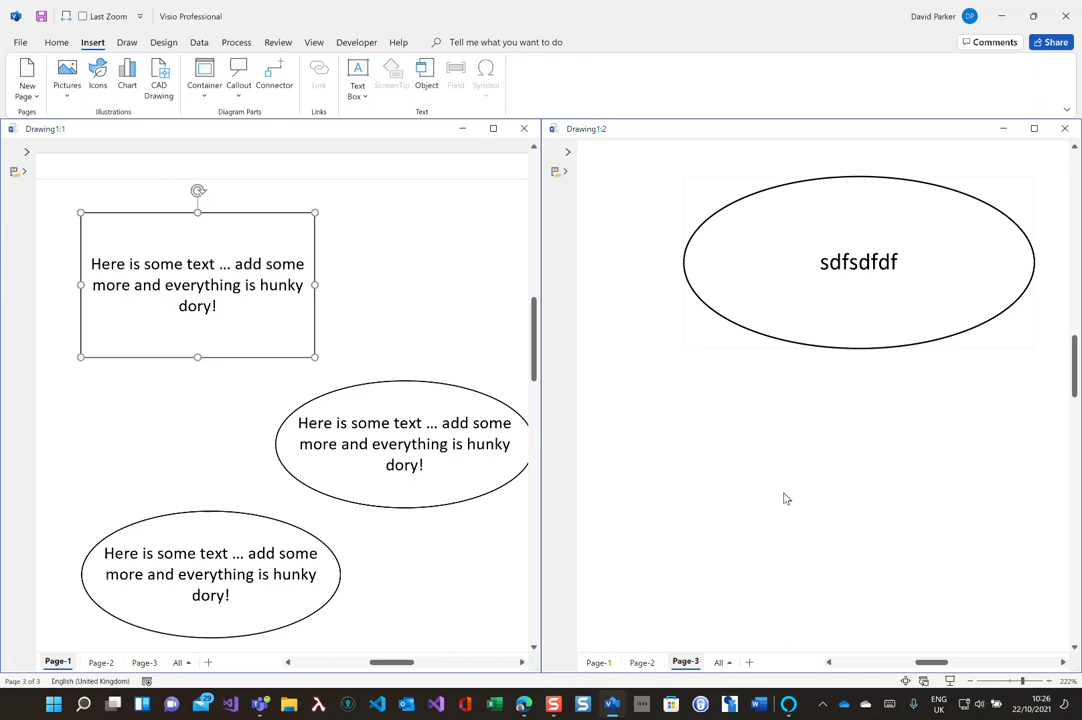 Last Zoom
Visio Professional
David Parker
DP
File
Home
Insert
Draw
Design
Data
Process
Review
View
Developer
Help
Tell me what you want to do
Comments
Share
New
Page
Pictures
Icons
Chart
CAD
Drawing
Container
Callout
Connector
Link
Text
Box
ScreenTip
Object
Field
Symbol
Pages
Illustrations
Diagram Parts
Links
Text
Drawing1:1
Drawing1:2
Here is some text ... add some
more and everything is hunky
dory!
sdfsdfdf
Here is some text ... add some
more and everything is hunky
dory!
Here is some text ... add some
more and everything is hunky
dory!
Page-1
Page-2
Page-3
All
Page-1
Page-2
Page-3
All
Page 3 of 3
English (United Kingdom)
222%
29
ENG
UK
10:26
22/10/2021